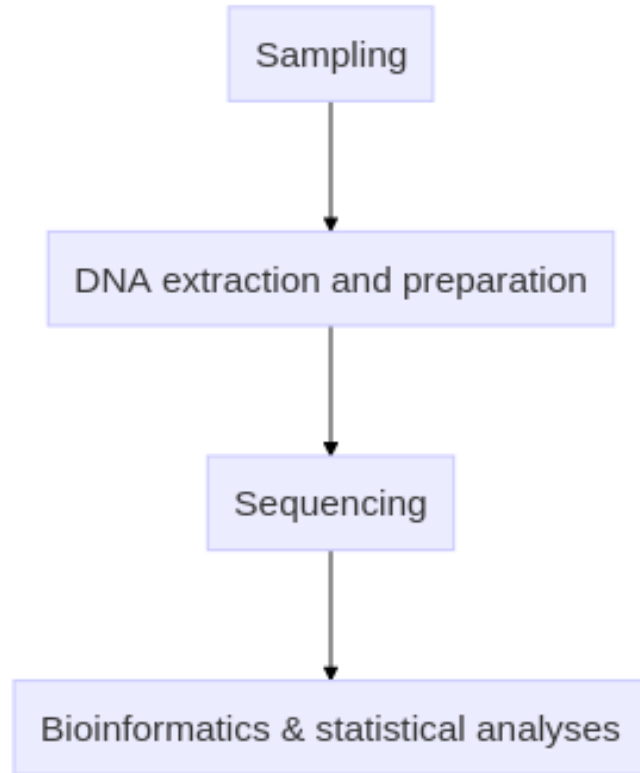 Sampling
DNA extraction and preparation
Sequencing
Bioinformatics & statistical analyses